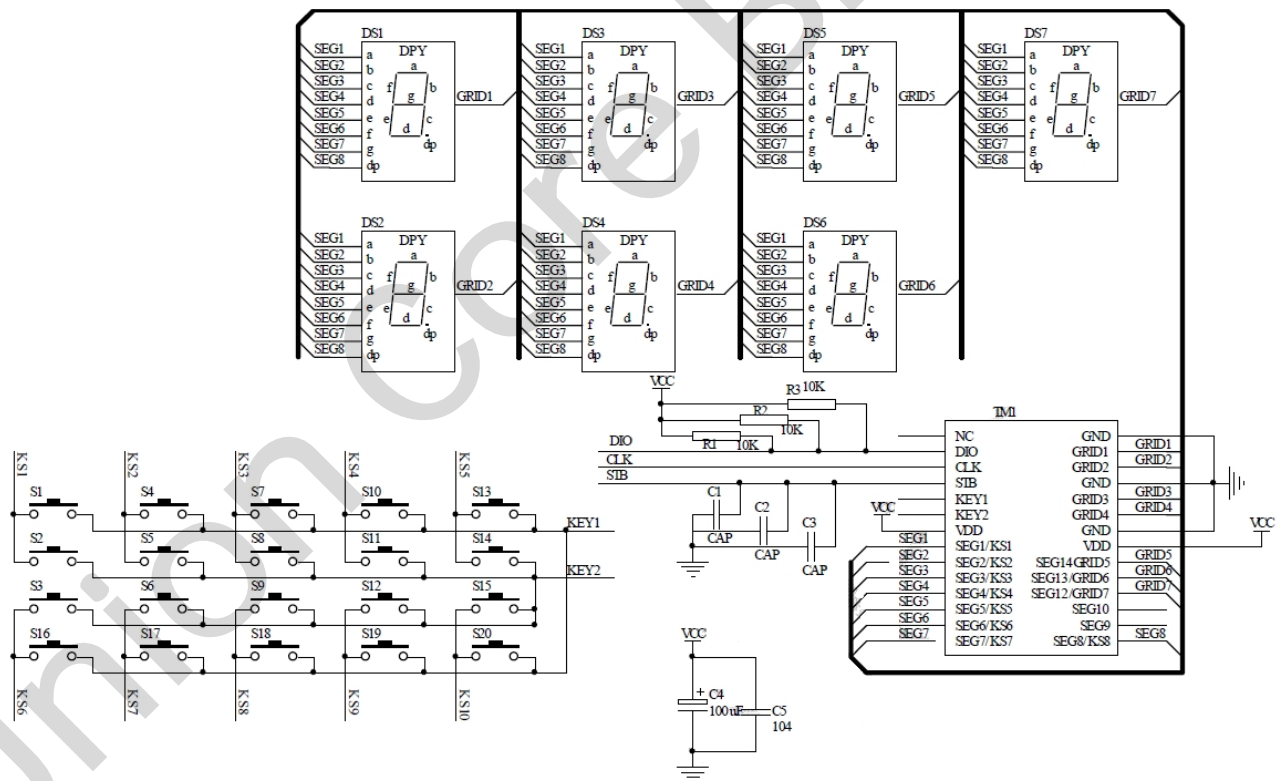 DS1
DPY
SEG1
SEG2
SEG3
SEG4
SEG5
SEG6
SEG7
SEG8
a
b
c
d
e
f
g
dp
a
f
b
g
e
c
d
dp
GRID1
DS3
DPY
SEG1
SEG2
SEG3
SEG4
SEG5
SEG6
SEG7
SEG8
a
b
c
d
e
f
g
dp
a
f
b
g
e
c
d
dp
GRID3
DS5
DPY
SEG1
SEG2
SEG3
SEG4
SEG5
SEG6
SEG7
SEG8
a
b
c
d
e
f
g
dp
a
f
b
g
e
c
d
dp
GRID5
DS7
DPY
SEG1
SEG2
SEG3
SEG4
SEG5
SEG6
SEG7
SEG8
a
b
c
d
e
f
g
dp
a
f
b
g
e
c
d
dp
GRID7
DS2
DPY
SEG1
SEG2
SEG3
SEG4
SEG5
SEG6
SEG7
SEG8
a
b
c
d
e
f
g
dp
a
f
b
g
e
c
d
dp
GRID2
DS4
DPY
SEG1
SEG2
SEG3
SEG4
SEG5
SEG6
SEG7
SEG8
a
b
c
d
e
f
g
dp
a
f
b
g
e
c
d
dp
GRID4
DS6
DPY
SEG1
SEG2
SEG3
SEG4
SEG5
SEG6
SEG7
SEG8
a
b
c
d
e
f
g
dp
a
f
b
g
e
c
d
dp
GRID6
VCC
R3 10K
R2
10K
R1 10K
DIO
CLK
STB
C1
CAP
C2
CAP
C3
CAP
TM1
NC
DIO
CLK
STB
KEY1
KEY2
VDD
SEG1/KS1
SEG2/KS2
SEG3/KS3
SEG4/KS4
SEG5/KS5
SEG6/KS6
SEG7/KS7
GND
GRID1
GRID2
GND
GRID3
GRID4
GND
VDD
SEG14GRID5
SEG13/GRID6
SEG12/GRID7
SEG10
SEG9
SEG8/KS8
VCC
SEG1
SEG2
SEG3
SEG4
SEG5
SEG6
SEG7
GRID1
GRID2
GRID3
GRID4
VCC
GRID5
GRID6
GRID7
SEG8
KS1
KS2
KS3
KS4
KS5
S1
S4
S7
S10
S13
KEY1
S2
S5
S8
S11
S14
KEY2
S3
S6
S9
S12
S15
S16
S17
S18
S19
S20
KS6
KS7
KS8
KS9
KS10
VCC
+
C4
100uF
C5
104
Union Core